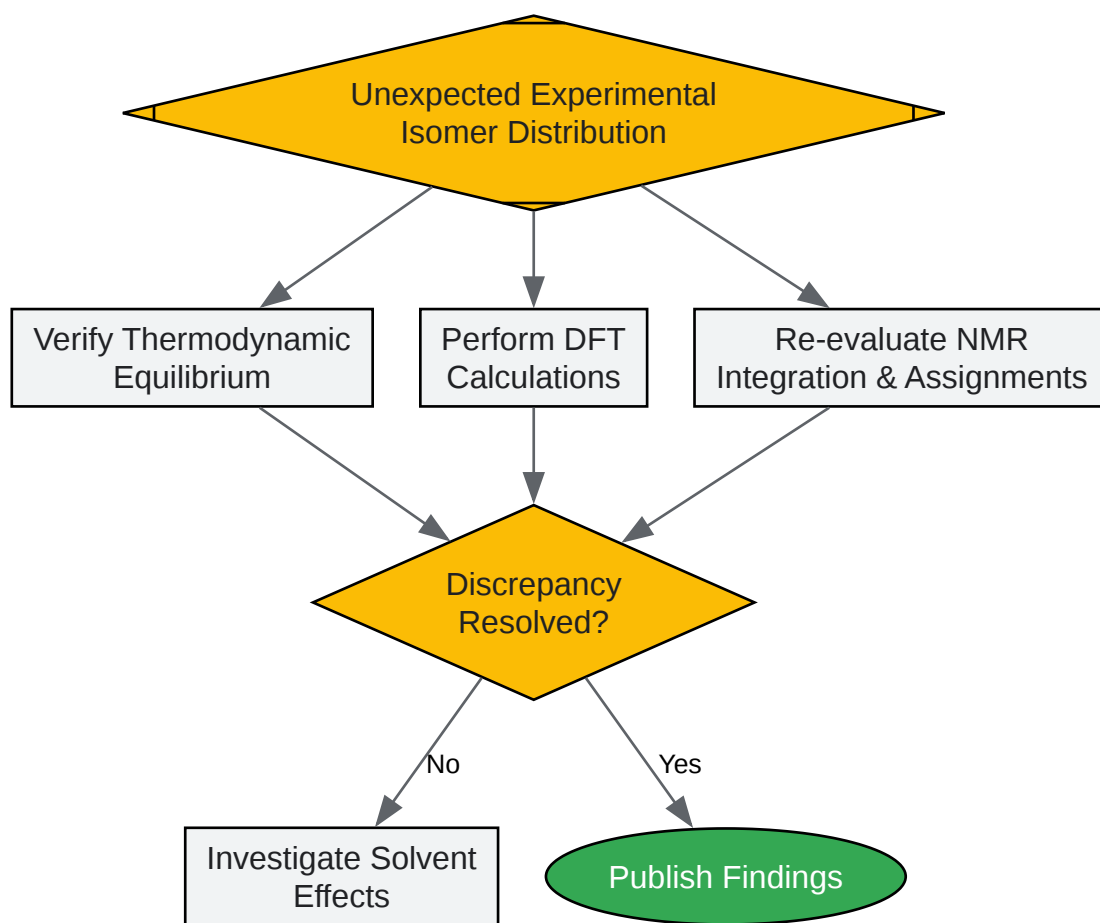 Unexpected Experimental
Isomer Distribution
Verify Thermodynamic
Equilibrium
Perform DFT
Calculations
Re-evaluate NMR
Integration & Assignments
Discrepancy
Resolved?
No
Yes
Investigate Solvent
Effects
Publish Findings